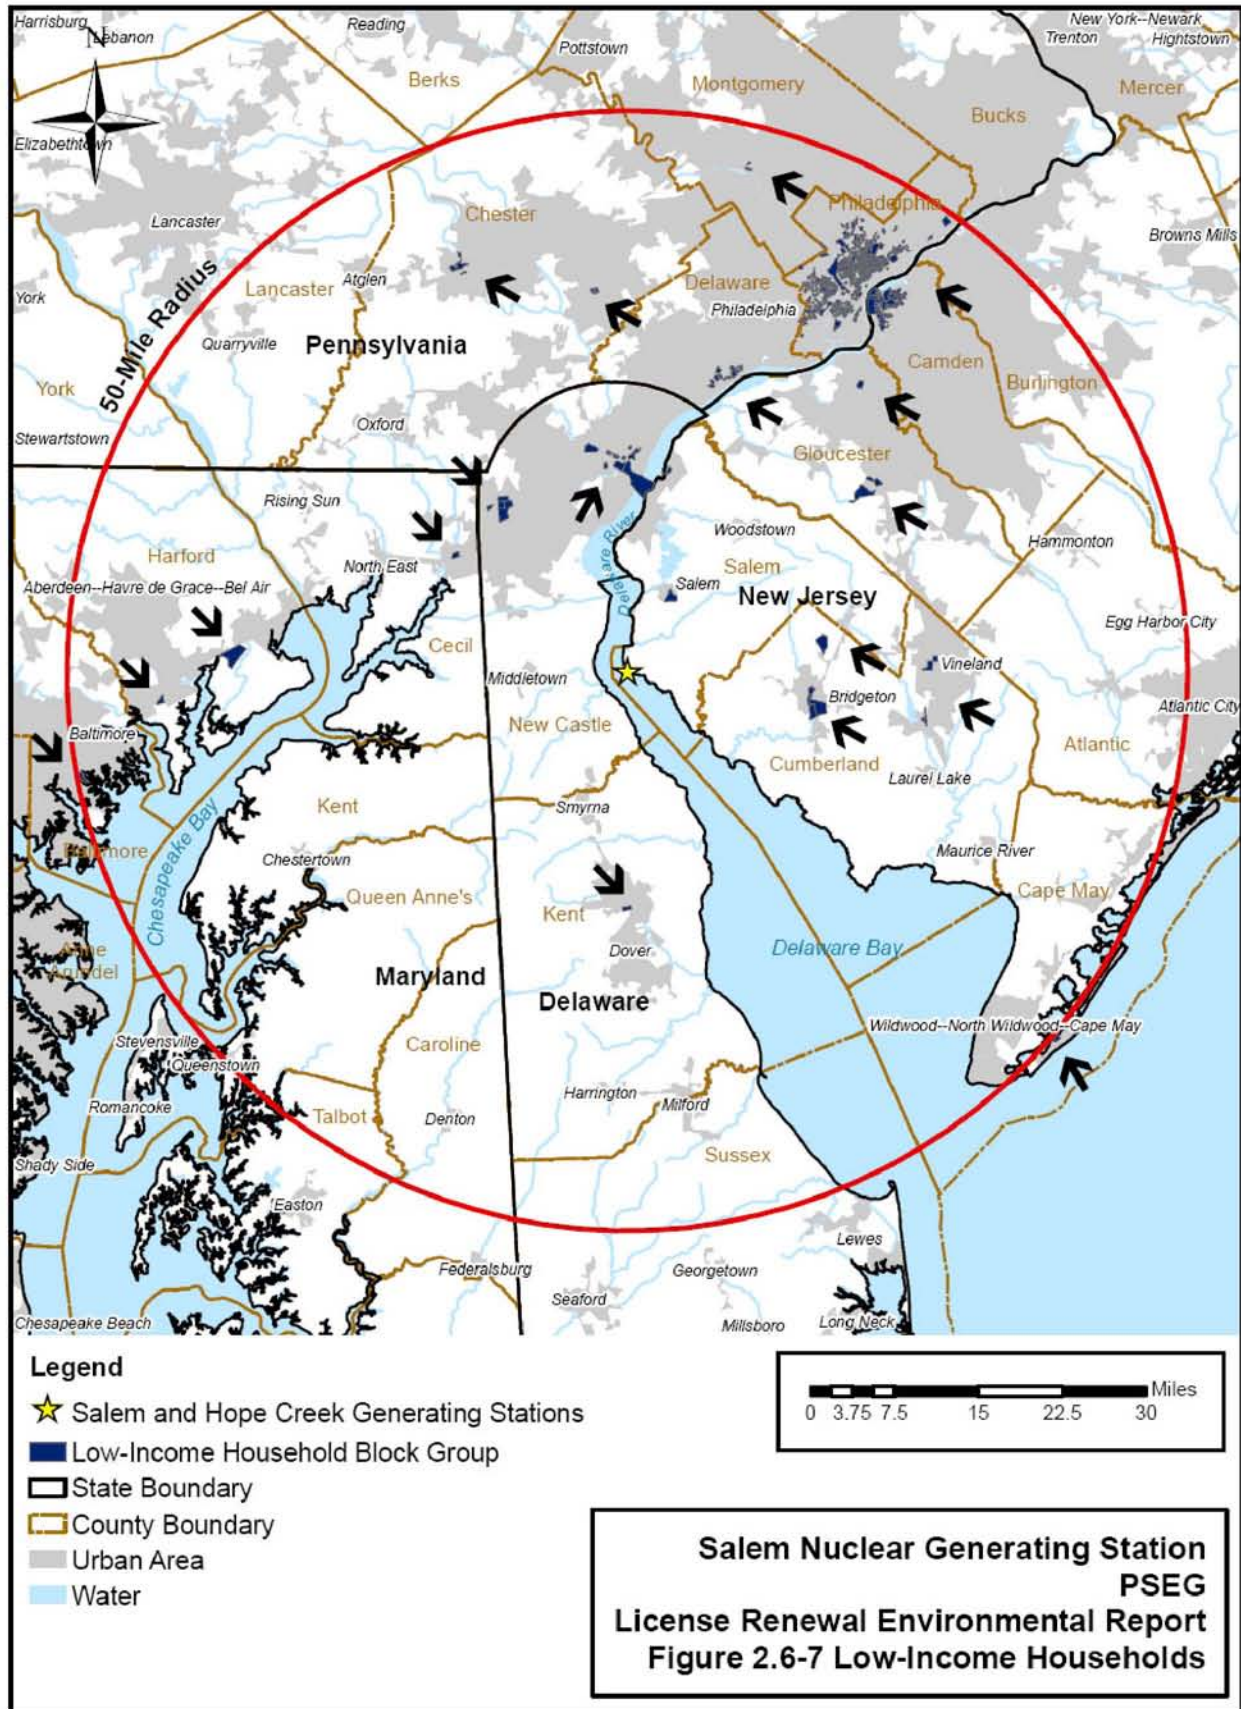 Harrisburg
Lebanon
N
Reading
Pottstown
New York--Newark
Trenton
Hightstown
Berks
Montgomery
Mercer
Bucks
Elizabethtown
Lancaster
Chester
Philadelphia
Browns Mills
York
50-Mile Radius
Lancaster
Atglen
Delaware
Philadelphia
Quarryville
Pennsylvania
Camden
York
Burlington
Stewartstown
Oxford
Gloucester
Rising Sun
Woodstown
Hammonton
Harford
North East
Delaware River
Salem
Aberdeen--Havre de Grace--Bel Air
Salem
New Jersey
Egg Harbor City
Cecil
Vineland
Middletown
Bridgeton
Atlantic City
New Castle
Baltimore
Cumberland
Atlantic
Laurel Lake
Kent
Smyrna
Chesapeake Bay
Baltimore
Chestertown
Maurice River
Queen Anne's
Kent
Cape May
Anne
Arundel
Dover
Delaware Bay
Maryland
Delaware
Wildwood--North Wildwood--Cape May
Stevensville
Caroline
Queenstown
Romancoke
Talbot
Denton
Harrington
Milford
Shady Side
Sussex
Easton
Lewes
Federalsburg
Georgetown
Seaford
Chesapeake Beach
Millsboro
Long Neck
Legend
Salem and Hope Creek Generating Stations
Low-Income Household Block Group
State Boundary
County Boundary
Urban Area
Water
Miles
0 3.75 7.5 15 22.5 30
Salem Nuclear Generating Station
PSEG
License Renewal Environmental Report
Figure 2.6-7 Low-Income Households